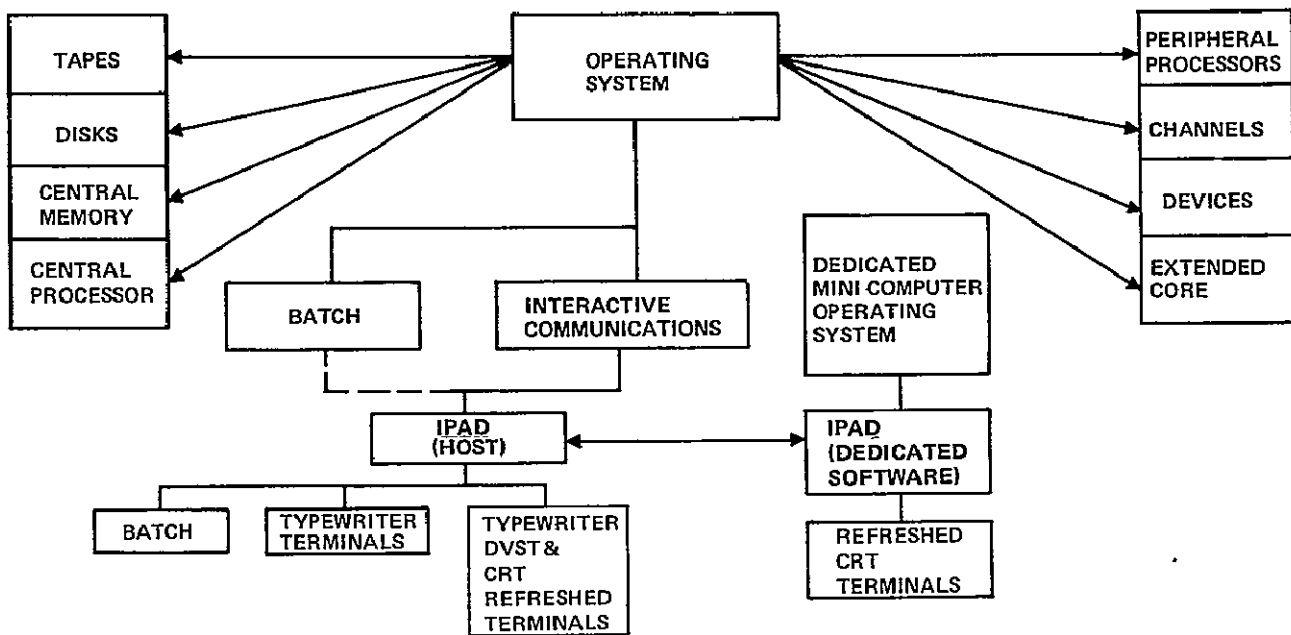 TAPES
DISKS
CENTRAL
MEMORY
CENTRAL
PROCESSOR
OPERATING
SYSTEM
PERIPHERAL
PROCESSORS
CHANNELS
DEVICES
EXTENDED
CORE
BATCH
INTERACTIVE
COMMUNICATIONS
DEDICATED
MINI-COMPUTER
OPERATING
SYSTEM
IPAD
(HOST)
IPAD
(DEDICATED
SOFTWARE)
BATCH
TYPEWRITER
TERMINALS
TYPEWRITER
DVST &
CRT
REFRESHED
TERMINALS
REFRESHED
CRT
TERMINALS